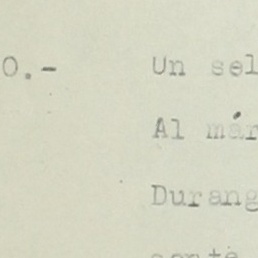 0.- Un sel
Al már
Durang